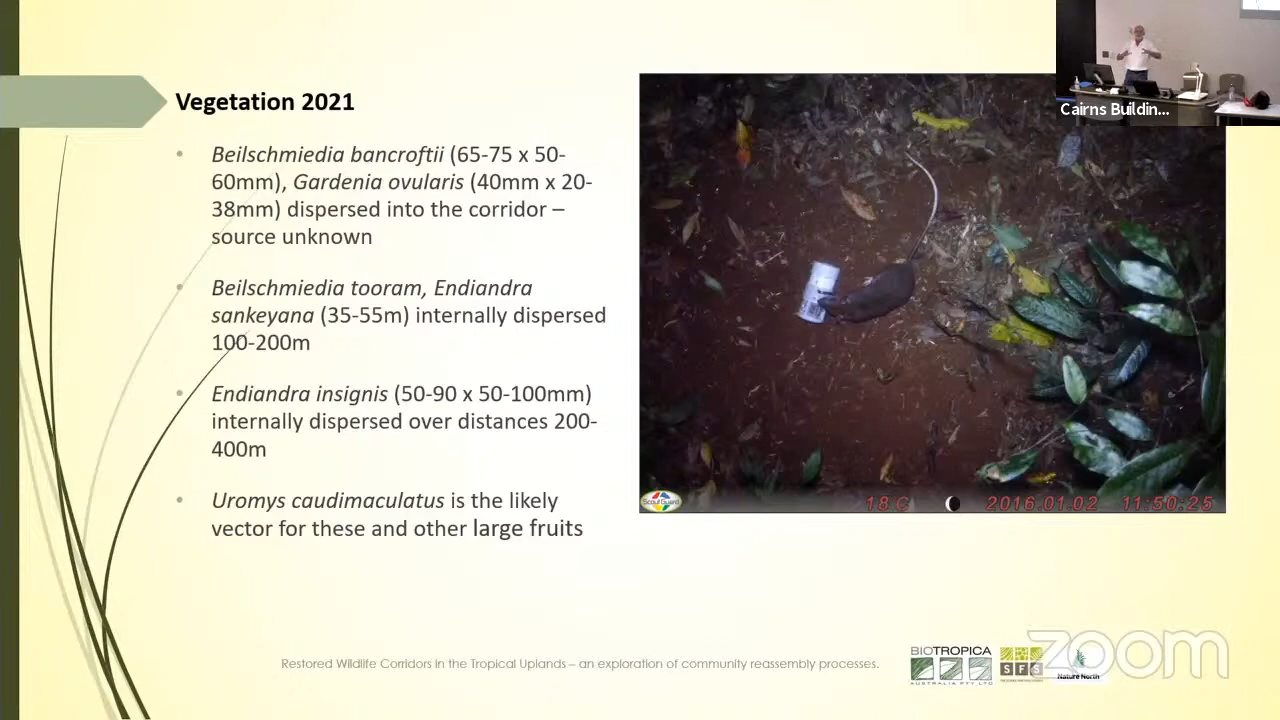 Cairns Buildin...
Vegetation 2021
Beilschmiedia bancroftii (65-75 x 50-
60mm), Gardenia ovularis (40mm x 20-
38mm) dispersed into the corridor –
source unknown
Beilschmiedia tooram, Endiandra
sankeyana (35-55m) internally dispersed
100-200m
Endiandra insignis (50-90 x 50-100mm)
internally dispersed over distances 200-
400m
Uromys caudimaculatus is the likely
vector for these and other large fruits
ScoutGuard
18 C 2016.01.02 11:50:25
Restored Wildlife Corridors in the Tropical Uplands – an exploration of community reassembly processes.
BIOTROPICA
AUSTRALIA PTY LTD
SFS
Nature North
zoom